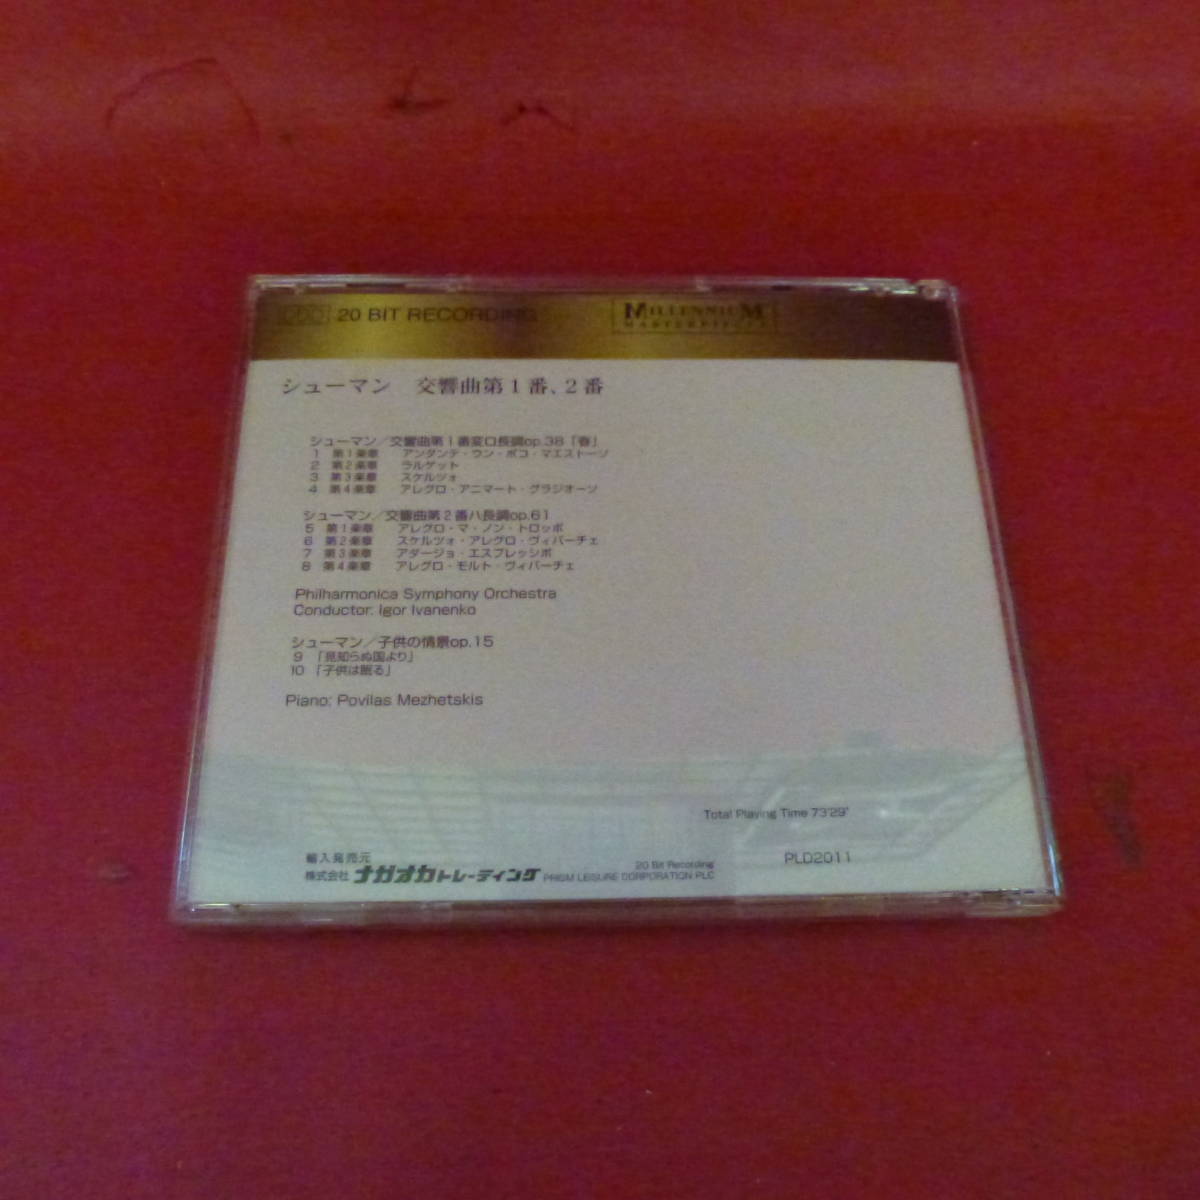 DDD 20 BIT RECORDING
MILLENNIUM
MASTERPIECES
シューマン 交響曲第1番、2番
シューマン／交響曲第1番変ロ長調op.38「春」
1 第1楽章 アンダンテ・ウン・ポコ・マエストーソ
2 第2楽章 ラルゲット
3 第3楽章 スケルツォ
4 第4楽章 アレグロ・アニマート・グラジオーソ
シューマン／交響曲第2番ハ長調op.61
5 第1楽章 アレグロ・マ・ノン・トロッポ
6 第2楽章 スケルツォ・アレグロ・ヴィバーチェ
7 第3楽章 アダージョ・エスプレッシボ
8 第4楽章 アレグロ・モルト・ヴィバーチェ
Philharmonica Symphony Orchestra
Conductor: Igor Ivanenko
シューマン／子供の情景op.15
9 「見知らぬ国より」
10 「子供は眠る」
Piano: Povilas Mezhetskis
Total Playing Time 73'29"
輸入発売元
株式会社 ナガオカトレーディング
20 Bit Recording
PRISM LEISURE CORPORATION PLC
PLD2011